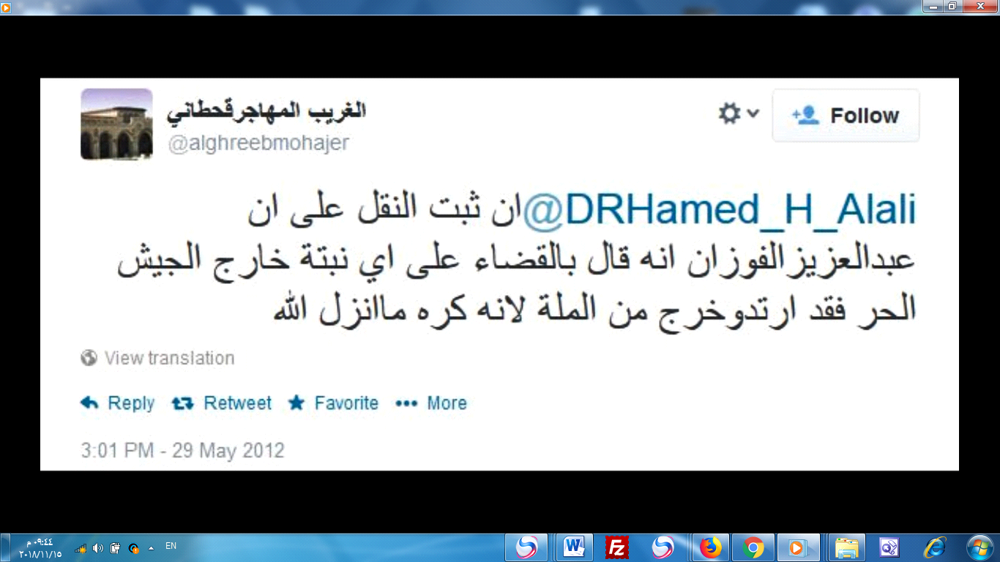 الغريب المهاجرقحطاني
@alghreebmohajer
Follow
@DRHamed_H_Alali ان ثبت النقل على ان
عبدالعزيزالفوزان انه قال بالقضاء على اي نبتة خارج الجيش
الحر فقد ارتدوخرج من الملة لانه كره ماانزل الله
View translation
Reply Retweet Favorite More
3:01 PM - 29 May 2012
٠٩:٤٤ م
٢٠١٨/١١/١٥
EN